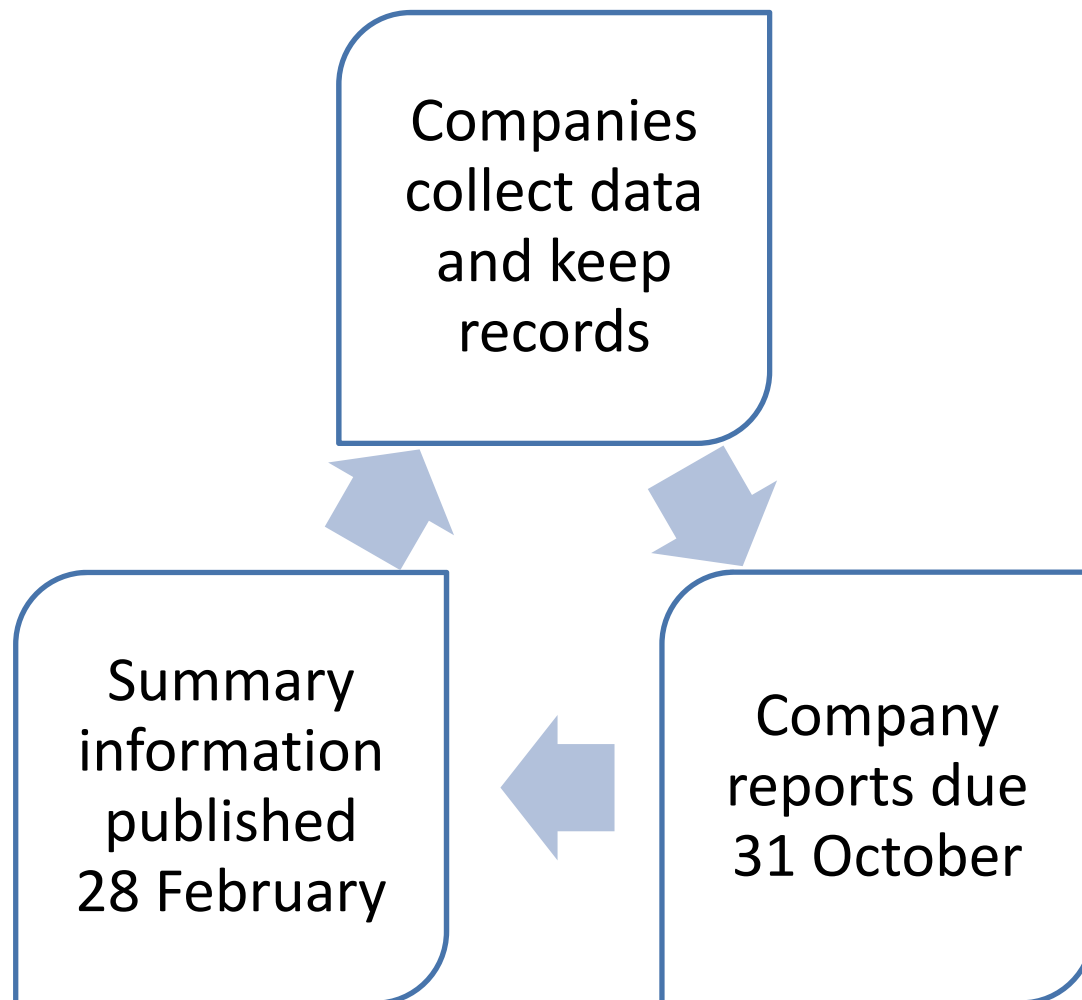 Companies
collect data
and keep
records
Company
reports due
31 October
Summary
information
published
28 February